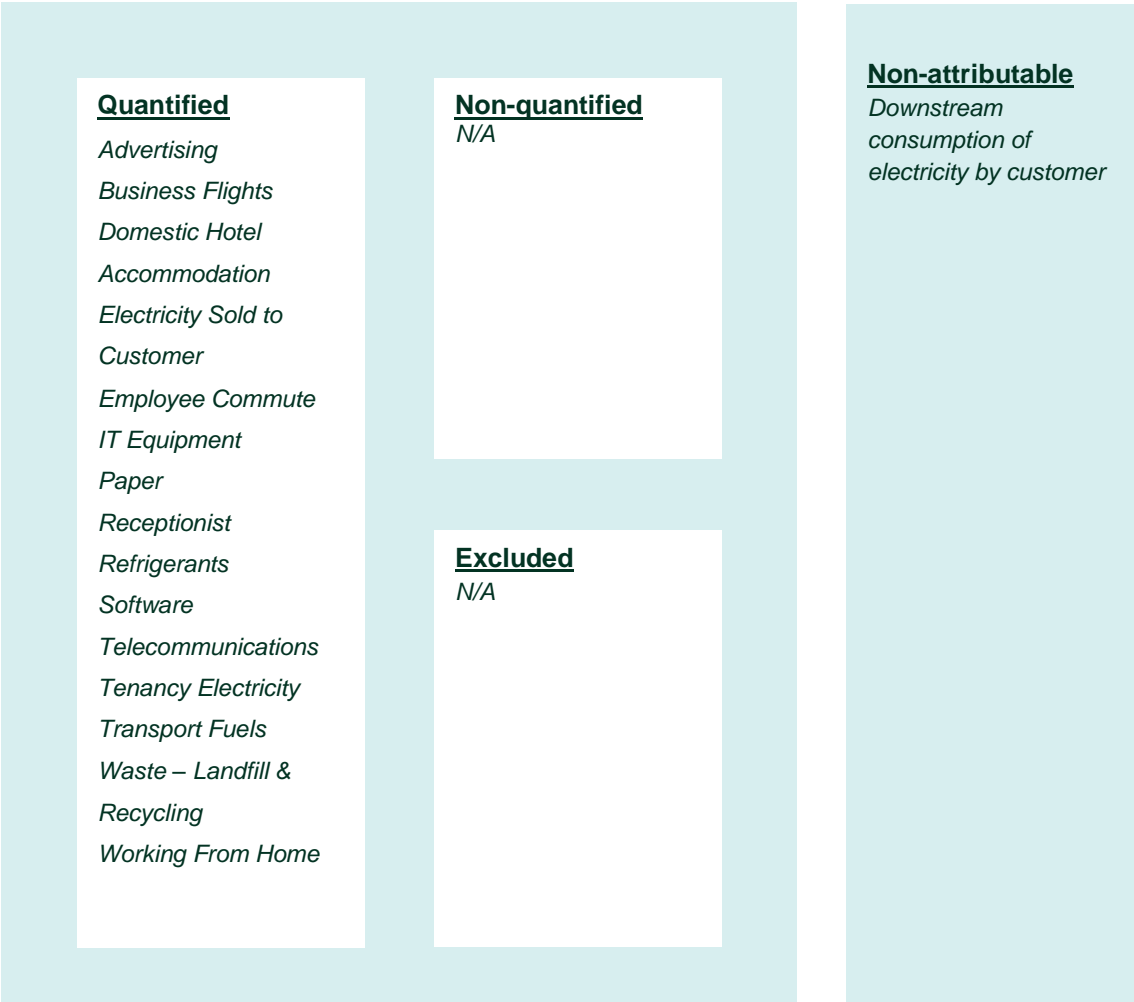 Quantified
Advertising
Business Flights
Domestic Hotel
Accommodation
Electricity Sold to
Customer
Employee Commute
IT Equipment
Paper
Receptionist
Refrigerants
Software
Telecommunications
Tenancy Electricity
Transport Fuels
Waste – Landfill &
Recycling
Working From Home
Non-quantified
N/A
Excluded
N/A
Non-attributable
Downstream
consumption of
electricity by customer